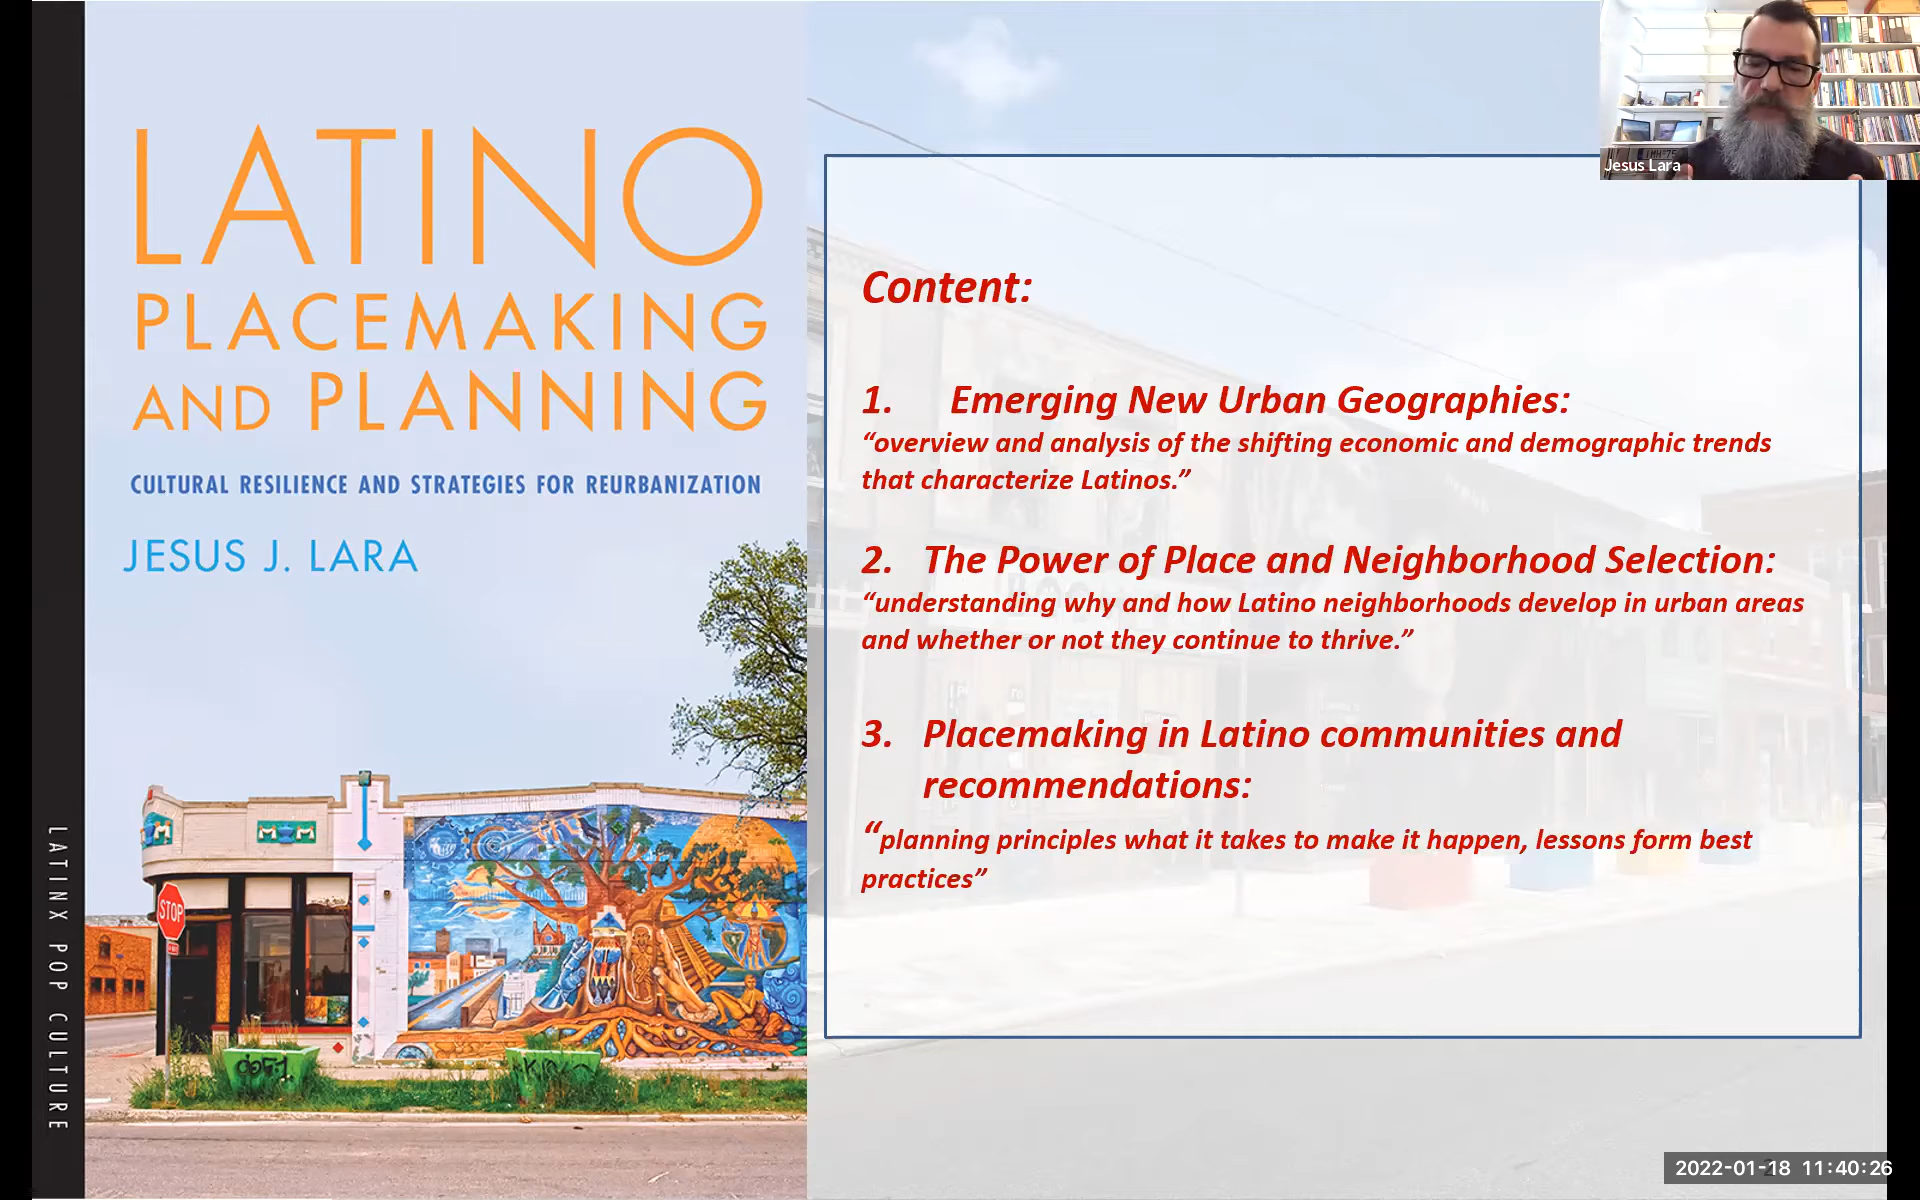 LATINO
PLACEMAKING
AND PLANNING
CULTURAL RESILIENCE AND STRATEGIES FOR REURBANIZATION
JESUS J. LARA
LATINX POP CULTURE
STOP
Content:
1. Emerging New Urban Geographies:
“overview and analysis of the shifting economic and demographic trends
that characterize Latinos.”
2. The Power of Place and Neighborhood Selection:
“understanding why and how Latino neighborhoods develop in urban areas
and whether or not they continue to thrive.”
3. Placemaking in Latino communities and
recommendations:
“planning principles what it takes to make it happen, lessons form best
practices”
Jesus Lara
2022-01-18 11:40:26